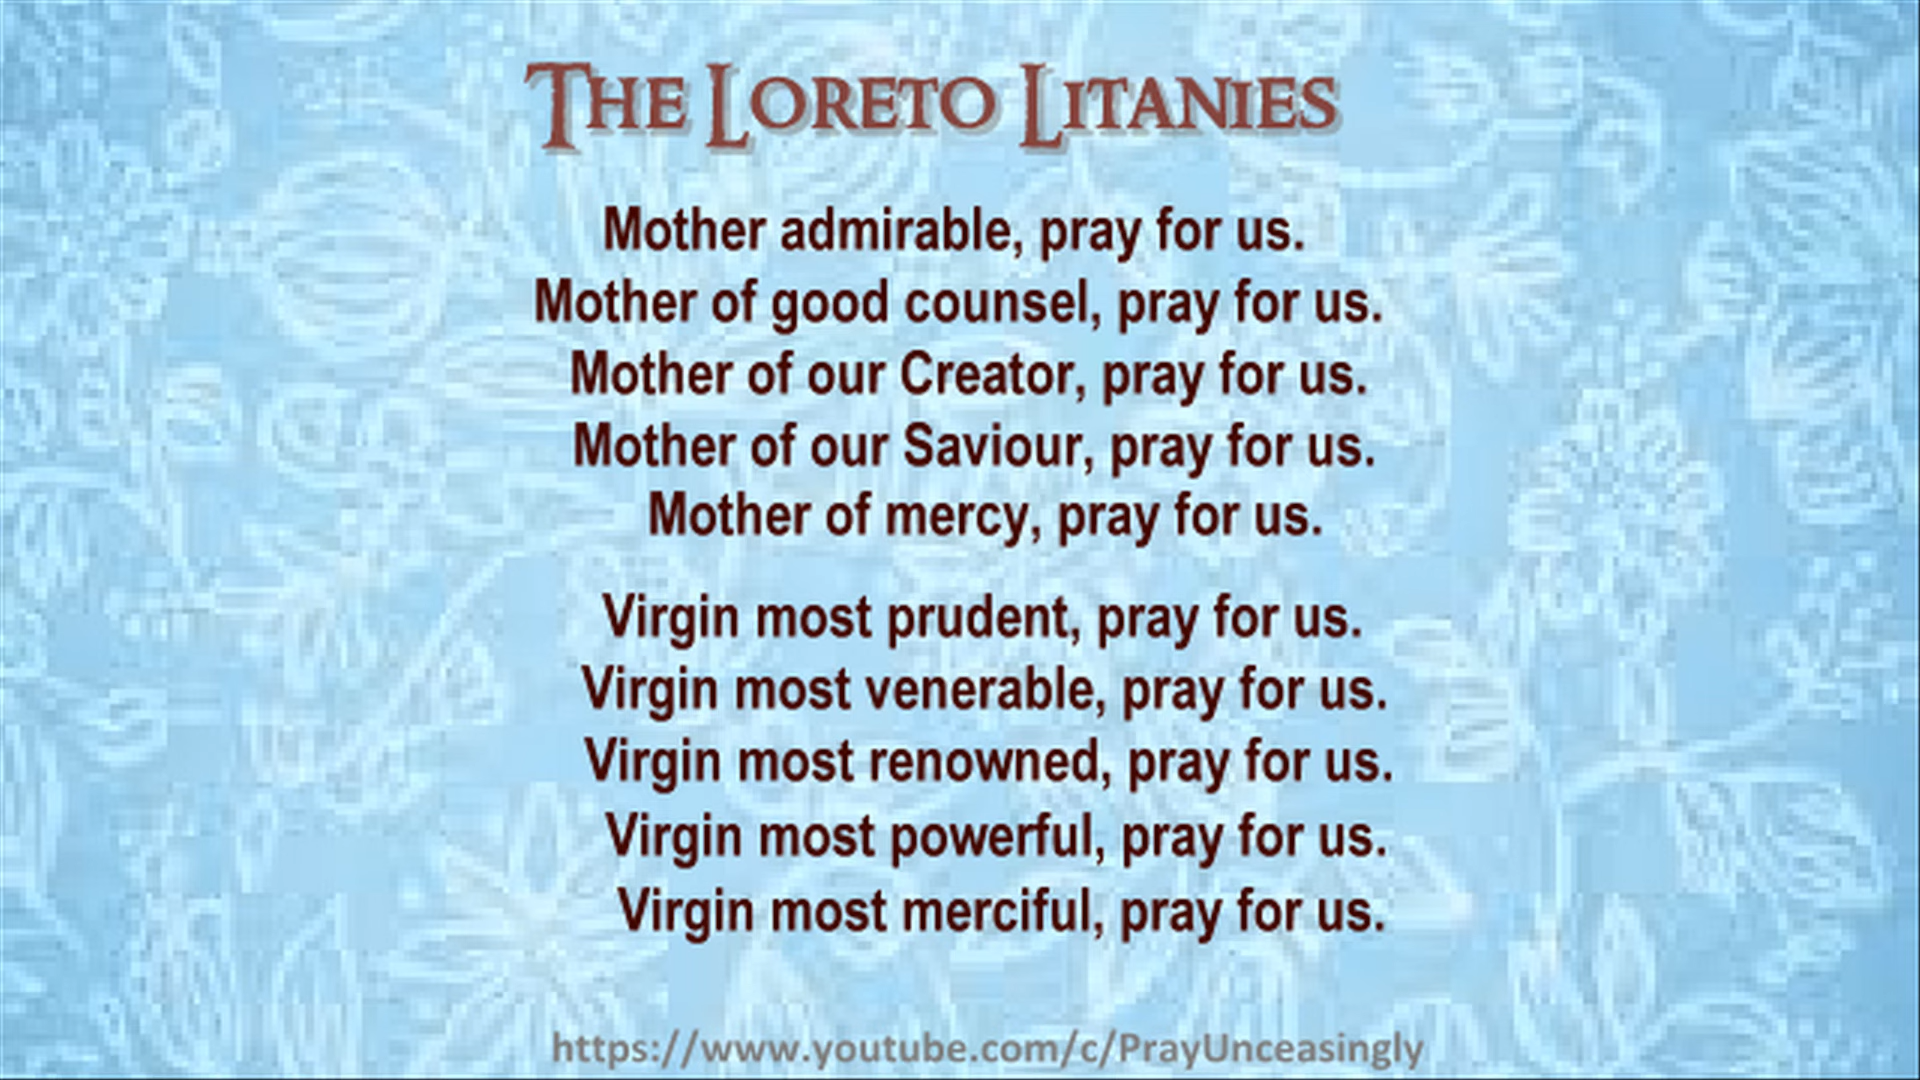 The Loreto Litanies
Mother admirable, pray for us.
Mother of good counsel, pray for us.
Mother of our Creator, pray for us.
Mother of our Saviour, pray for us.
Mother of mercy, pray for us.
Virgin most prudent, pray for us.
Virgin most venerable, pray for us.
Virgin most renowned, pray for us.
Virgin most powerful, pray for us.
Virgin most merciful, pray for us.
https://www.youtube.com/c/PrayUnceasingly